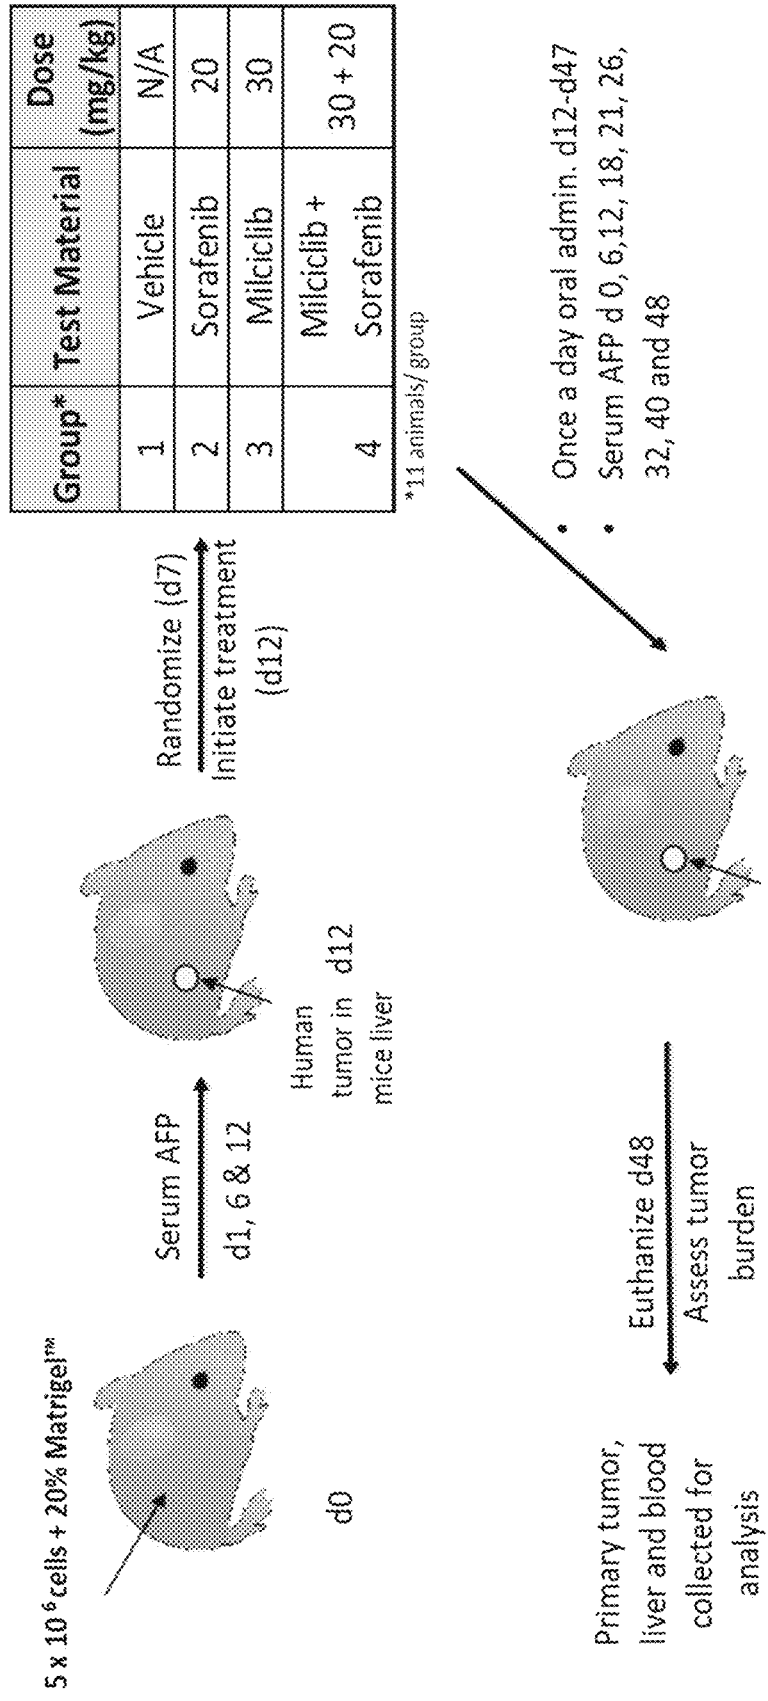 5 x 10⁶ cells + 20% Matrigel™
d0
Serum AFP
d1, 6 & 12
Human
tumor in d12
mice liver
Randomize (d7)
Initiate treatment
(d12)
Group* Test Material Dose
(mg/kg)
1 Vehicle N/A
2 Sorafenib 20
3 Milciclib 30
4 Milciclib +
Sorafenib 30 + 20
*11 animals/ group
• Once a day oral admin. d12-d47
• Serum AFP d 0, 6,12, 18, 21, 26,
32, 40 and 48
Euthanize d48
Assess tumor
burden
Primary tumor,
liver and blood
collected for
analysis